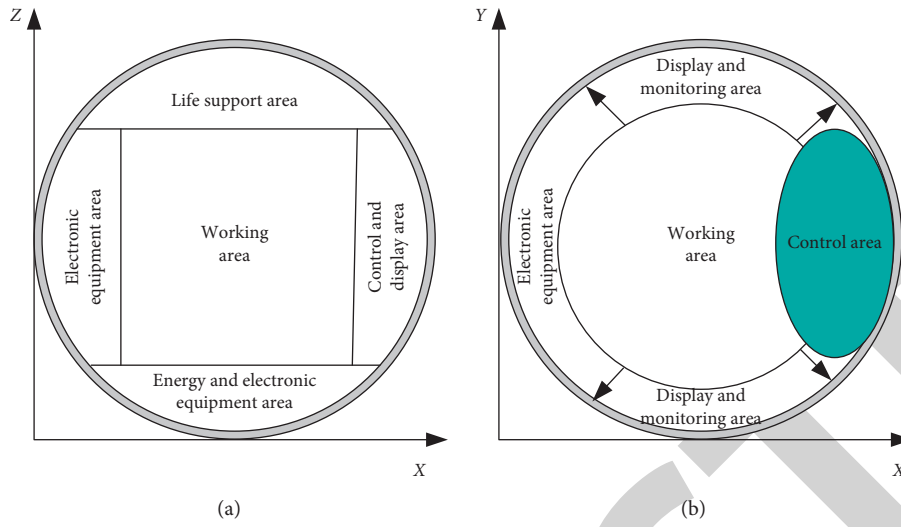 Z
Life support area
Electronic
equipment area
Working
area
Control and
display area
Energy and electronic
equipment area
X
(a)
Y
Display and
monitoring area
Electronic
equipment area
Working
area
Control area
Display and
monitoring area
X
(b)